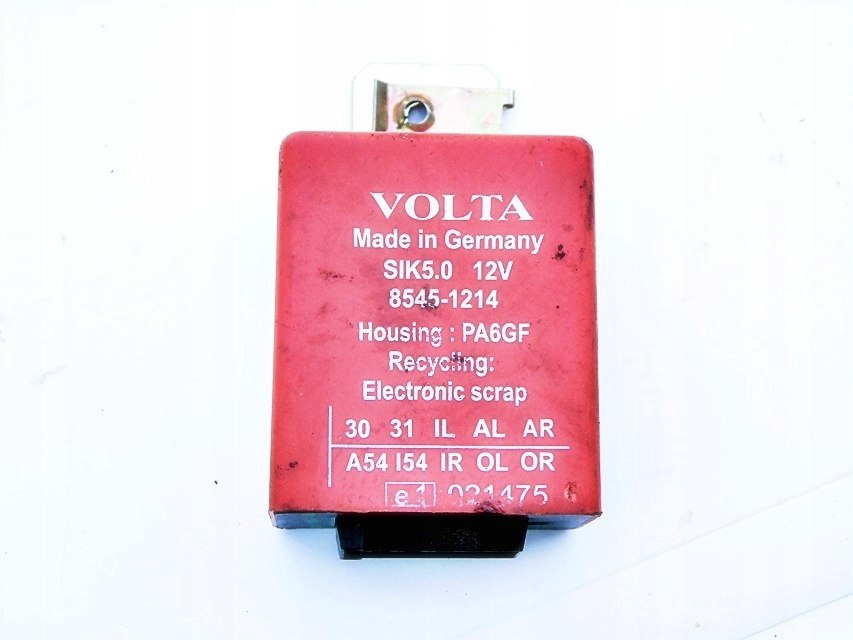 VOLTA
Made in Germany
SIK5.0 12V
8545-1214
Housing : PA6GF
Recycling:
Electronic scrap
30 31 IL AL AR
A54 I54 IR OL OR
e1 021475